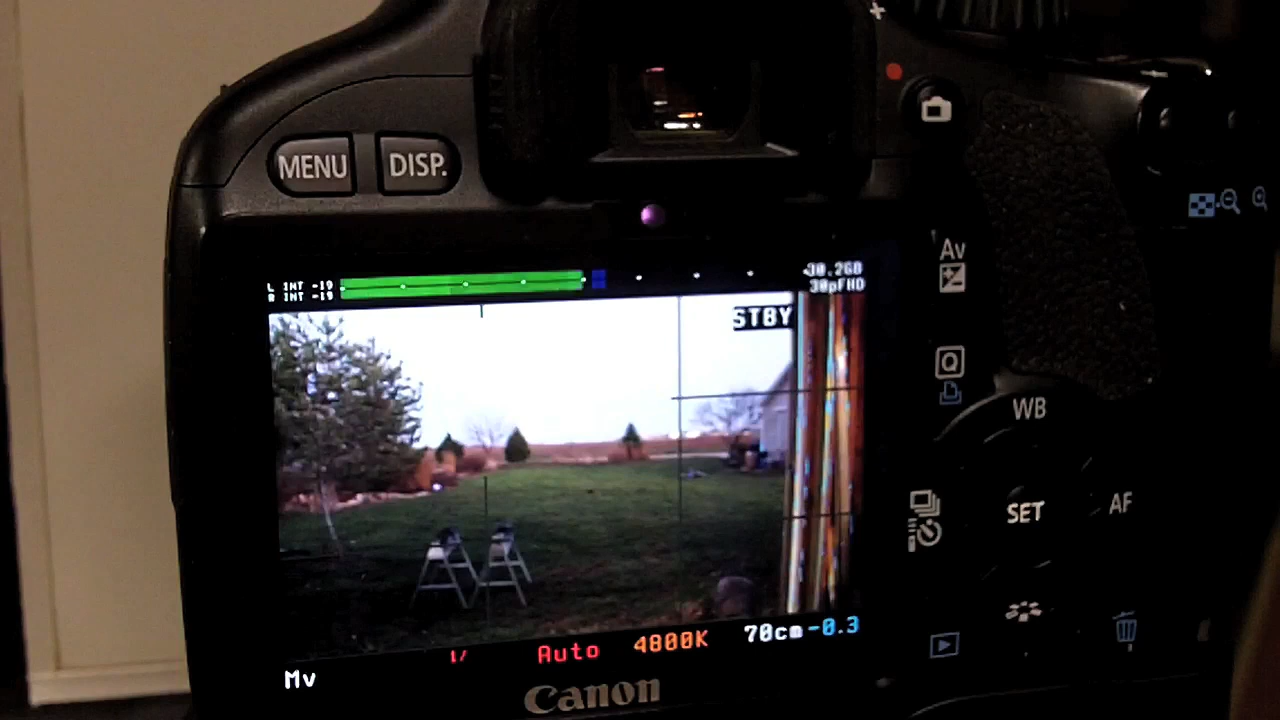 MENU DISP.
L INT -19
R INT -19
30.2GB
30pFHD
STBY
Av
Q
WB
SET
AF
Mv
1/
Auto
4800K
70cm
-0.3
Canon